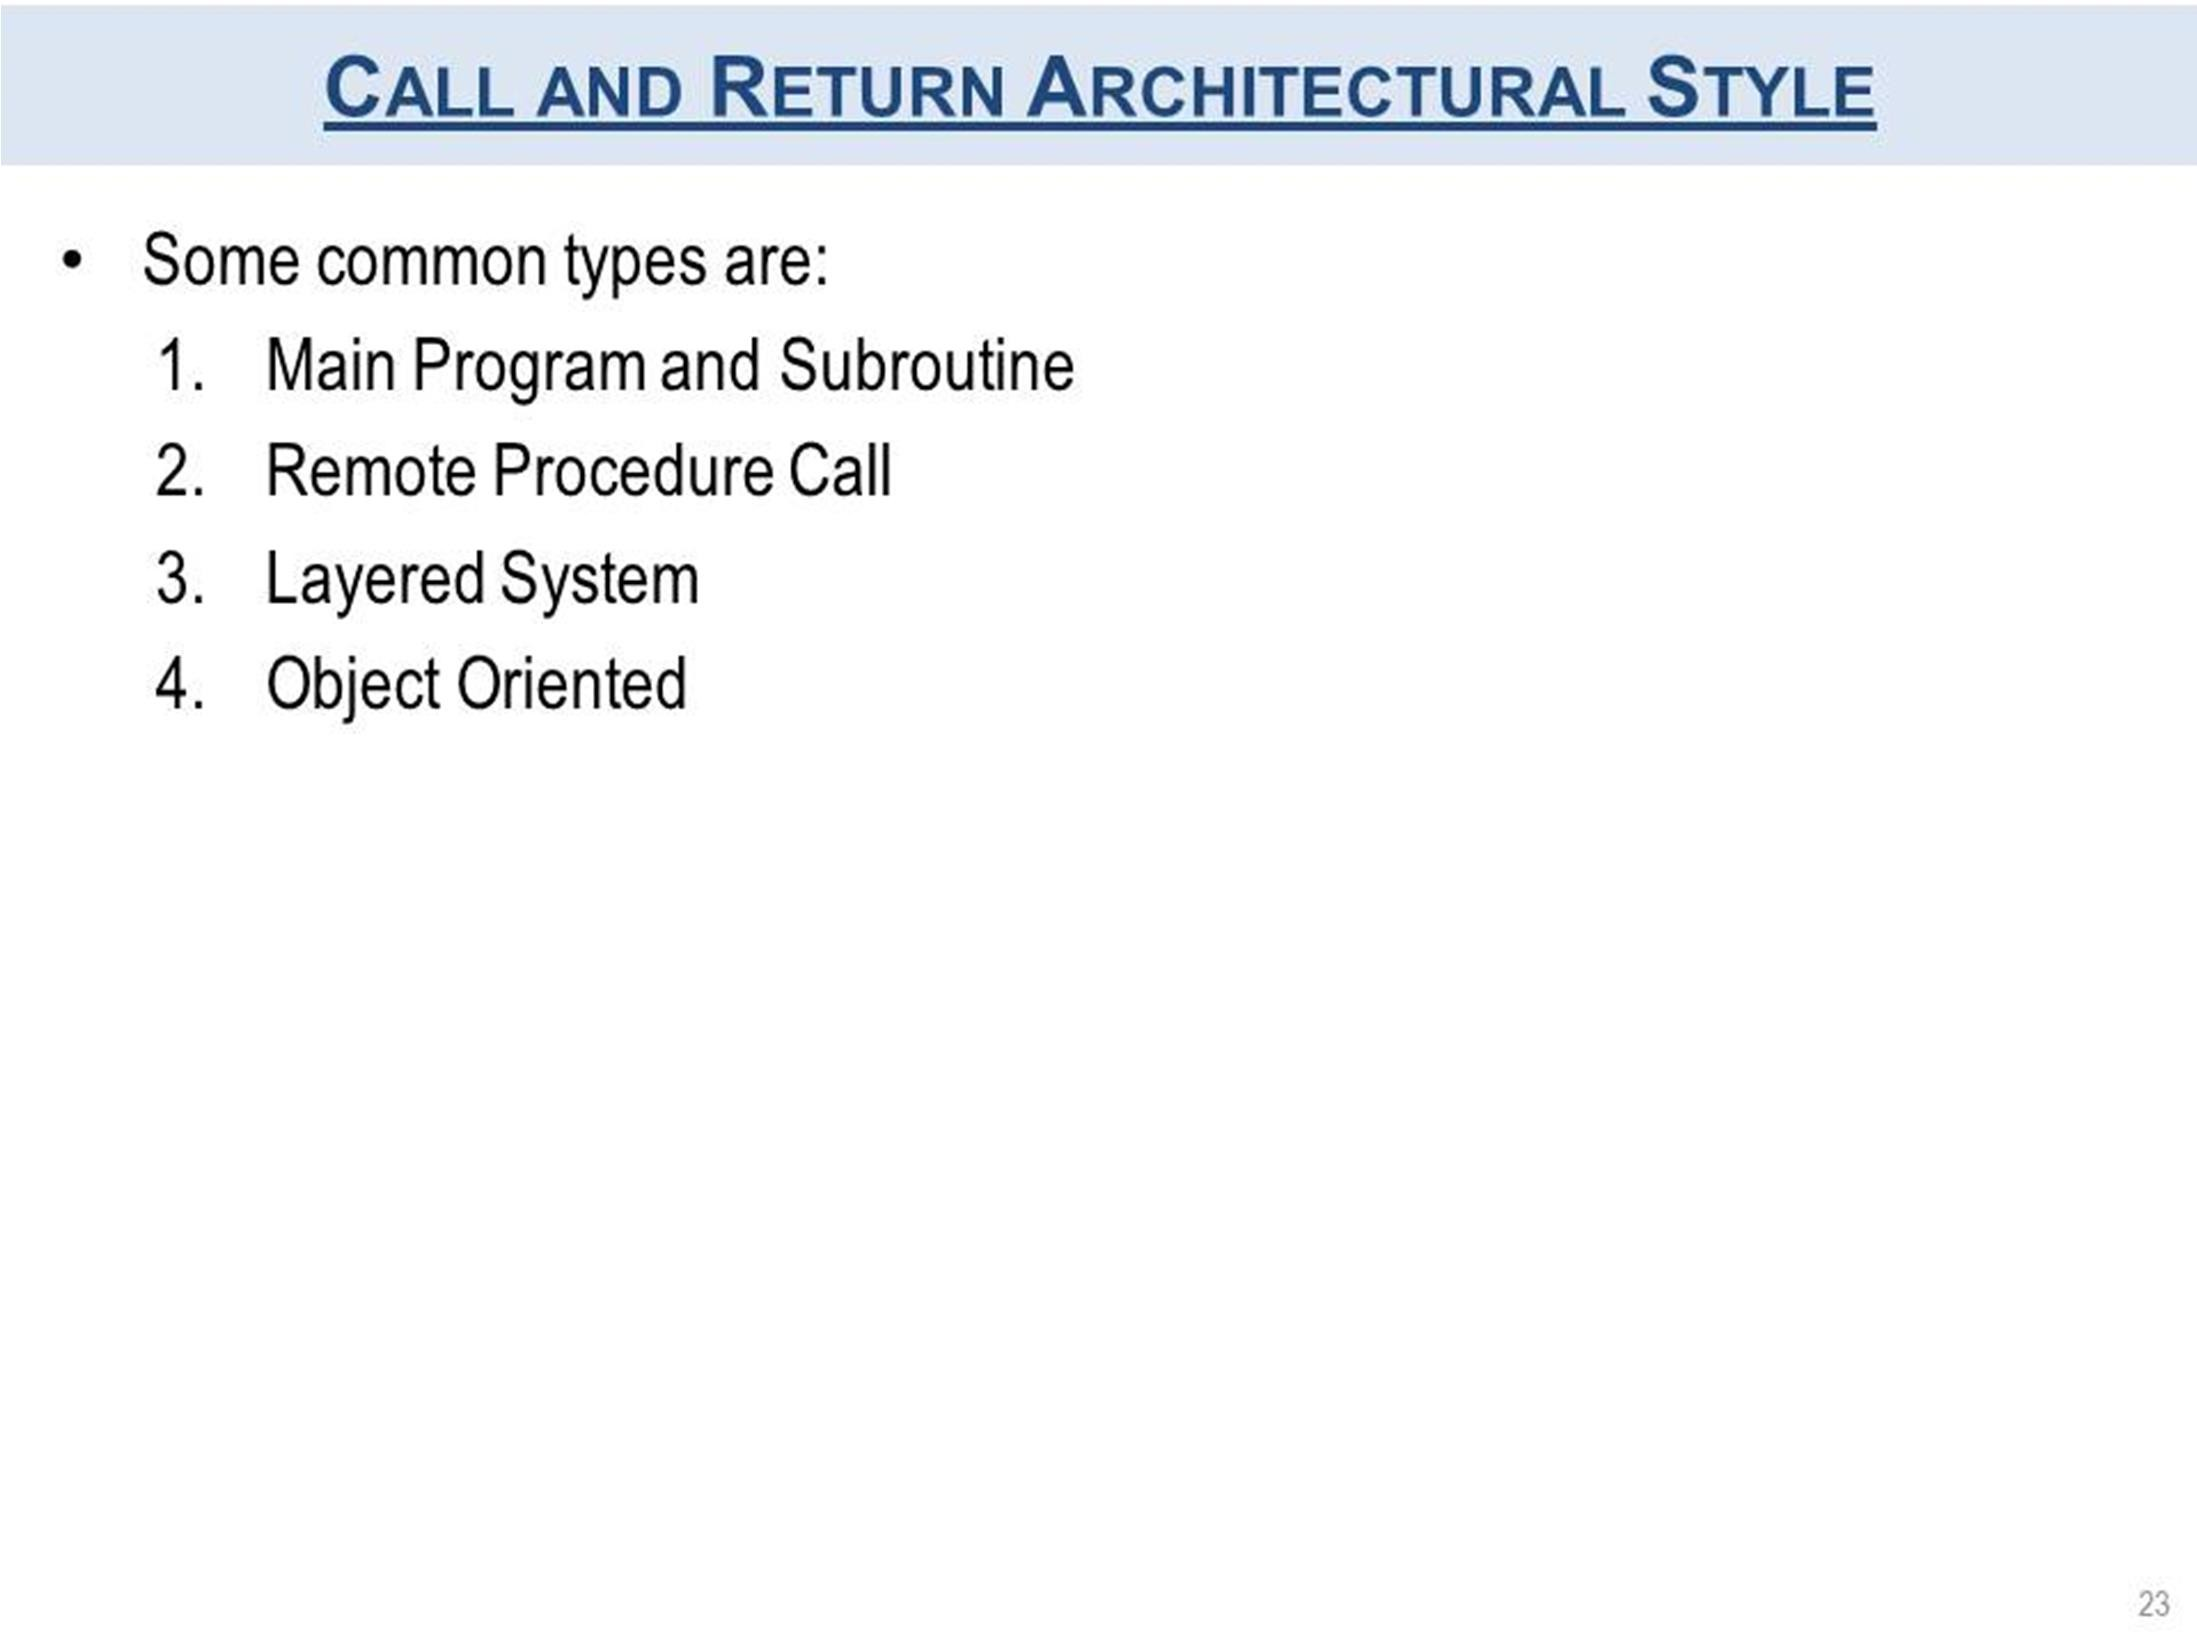 CALL AND RETURN ARCHITECTURAL STYLE
• Some common types are:
1. Main Program and Subroutine
2. Remote Procedure Call
3. Layered System
4. Object Oriented
23